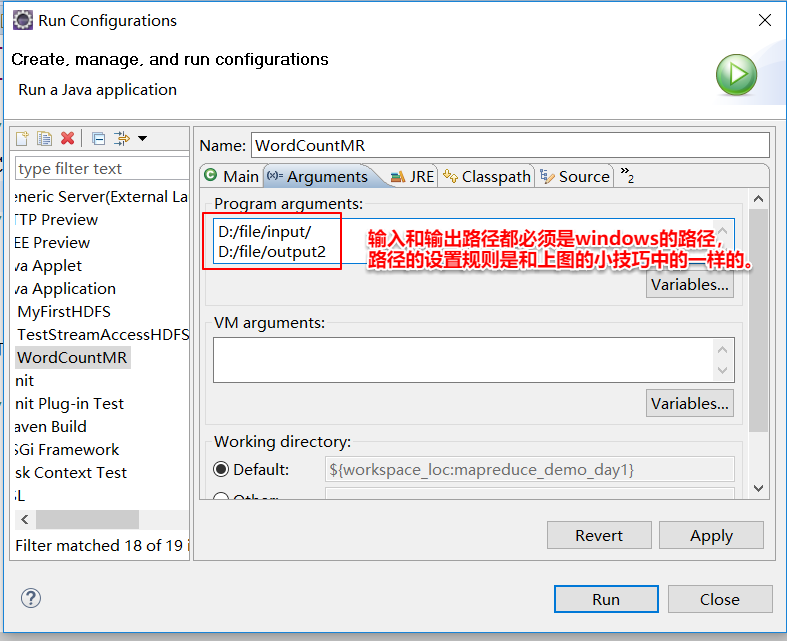 Run Configurations
Create, manage, and run configurations
Run a Java application
type filter text
eneric Server(External La
TTP Preview
EE Preview
va Applet
va Application
MyFirstHDFS
TestStreamAccessHDFS
WordCountMR
nit
nit Plug-in Test
aven Build
SGi Framework
sk Context Test
SL
Filter matched 18 of 19 i
Name: WordCountMR
Main (x)= Arguments JRE Classpath Source »2
Program arguments:
D:/file/input/
D:/file/output2
输入和输出路径都必须是windows的路径,
路径的设置规则是和上图的小技巧中的一样的。
Variables...
VM arguments:
Variables...
Working directory:
Default: ${workspace_loc:mapreduce_demo_day1}
Other:
Revert Apply
Run Close